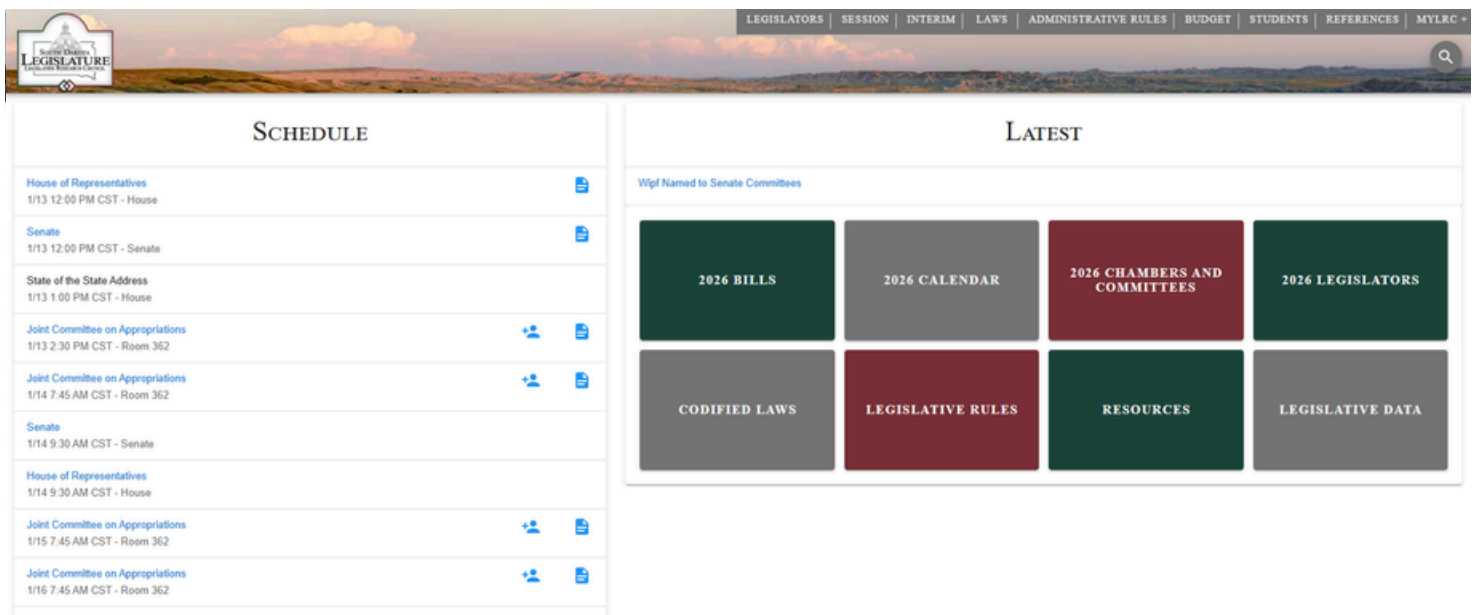 LEGISLATORS | SESSION | INTERIM | LAWS | ADMINISTRATIVE RULES | BUDGET | STUDENTS | REFERENCES | MYLRC +
SOUTH DAKOTA
LEGISLATURE
LEGISLATIVE RESEARCH COUNCIL
SCHEDULE
House of Representatives
1/13 12:00 PM CST - House
Senate
1/13 12:00 PM CST - Senate
State of the State Address
1/13 1:00 PM CST - House
Joint Committee on Appropriations
1/13 2:30 PM CST - Room 362
Joint Committee on Appropriations
1/14 7:45 AM CST - Room 362
Senate
1/14 9:30 AM CST - Senate
House of Representatives
1/14 9:30 AM CST - House
Joint Committee on Appropriations
1/15 7:45 AM CST - Room 362
Joint Committee on Appropriations
1/16 7:45 AM CST - Room 362
LATEST
Wipf Named to Senate Committees
2026 BILLS
2026 CALENDAR
2026 CHAMBERS AND
COMMITTEES
2026 LEGISLATORS
CODIFIED LAWS
LEGISLATIVE RULES
RESOURCES
LEGISLATIVE DATA